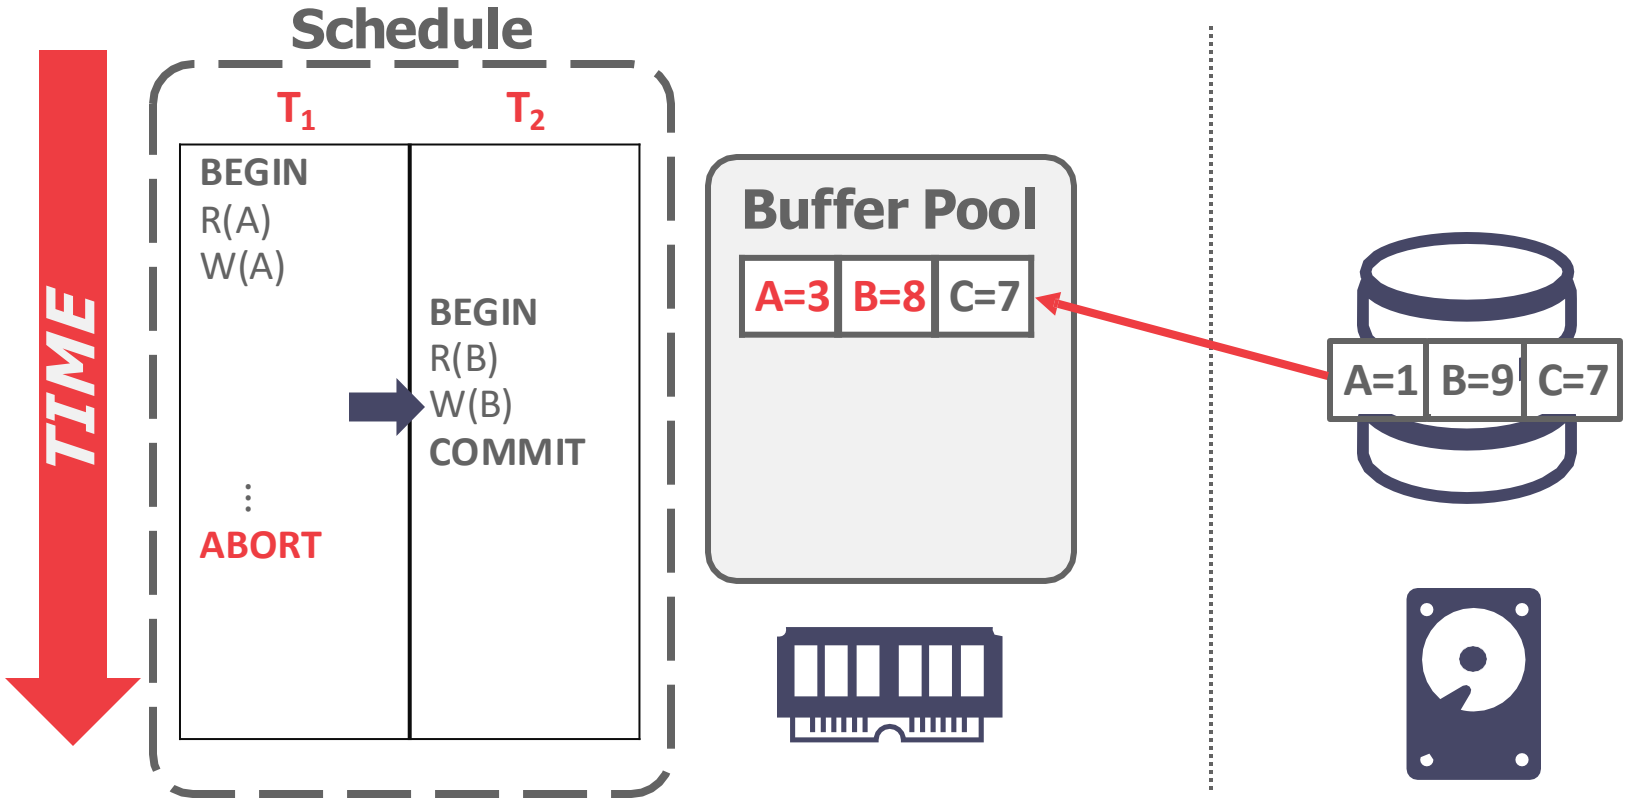 Schedule
TIME
T1 T2
BEGIN
R(A)
W(A)
⋮
ABORT
BEGIN
R(B)
W(B)
COMMIT
Buffer Pool
A=3 B=8 C=7
A=1 B=9 C=7